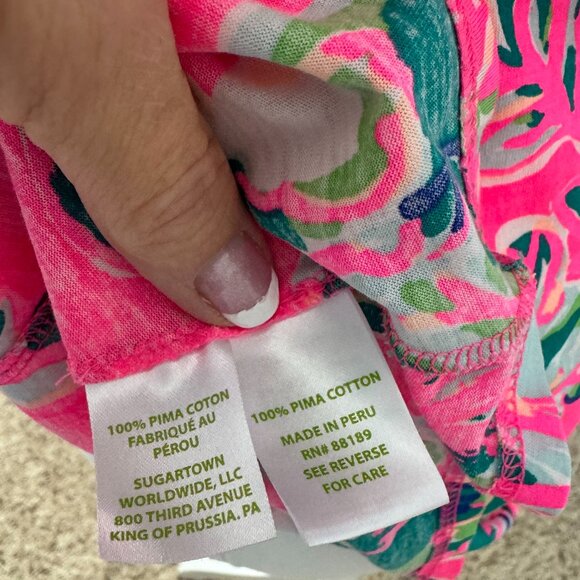 100% PIMA COTON
FABRIQUÉ AU
PÉROU
SUGARTOWN
WORLDWIDE, LLC
800 THIRD AVENUE
KING OF PRUSSIA. PA
100% PIMA COTTON
MADE IN PERU
RN# 88189
SEE REVERSE
FOR CARE